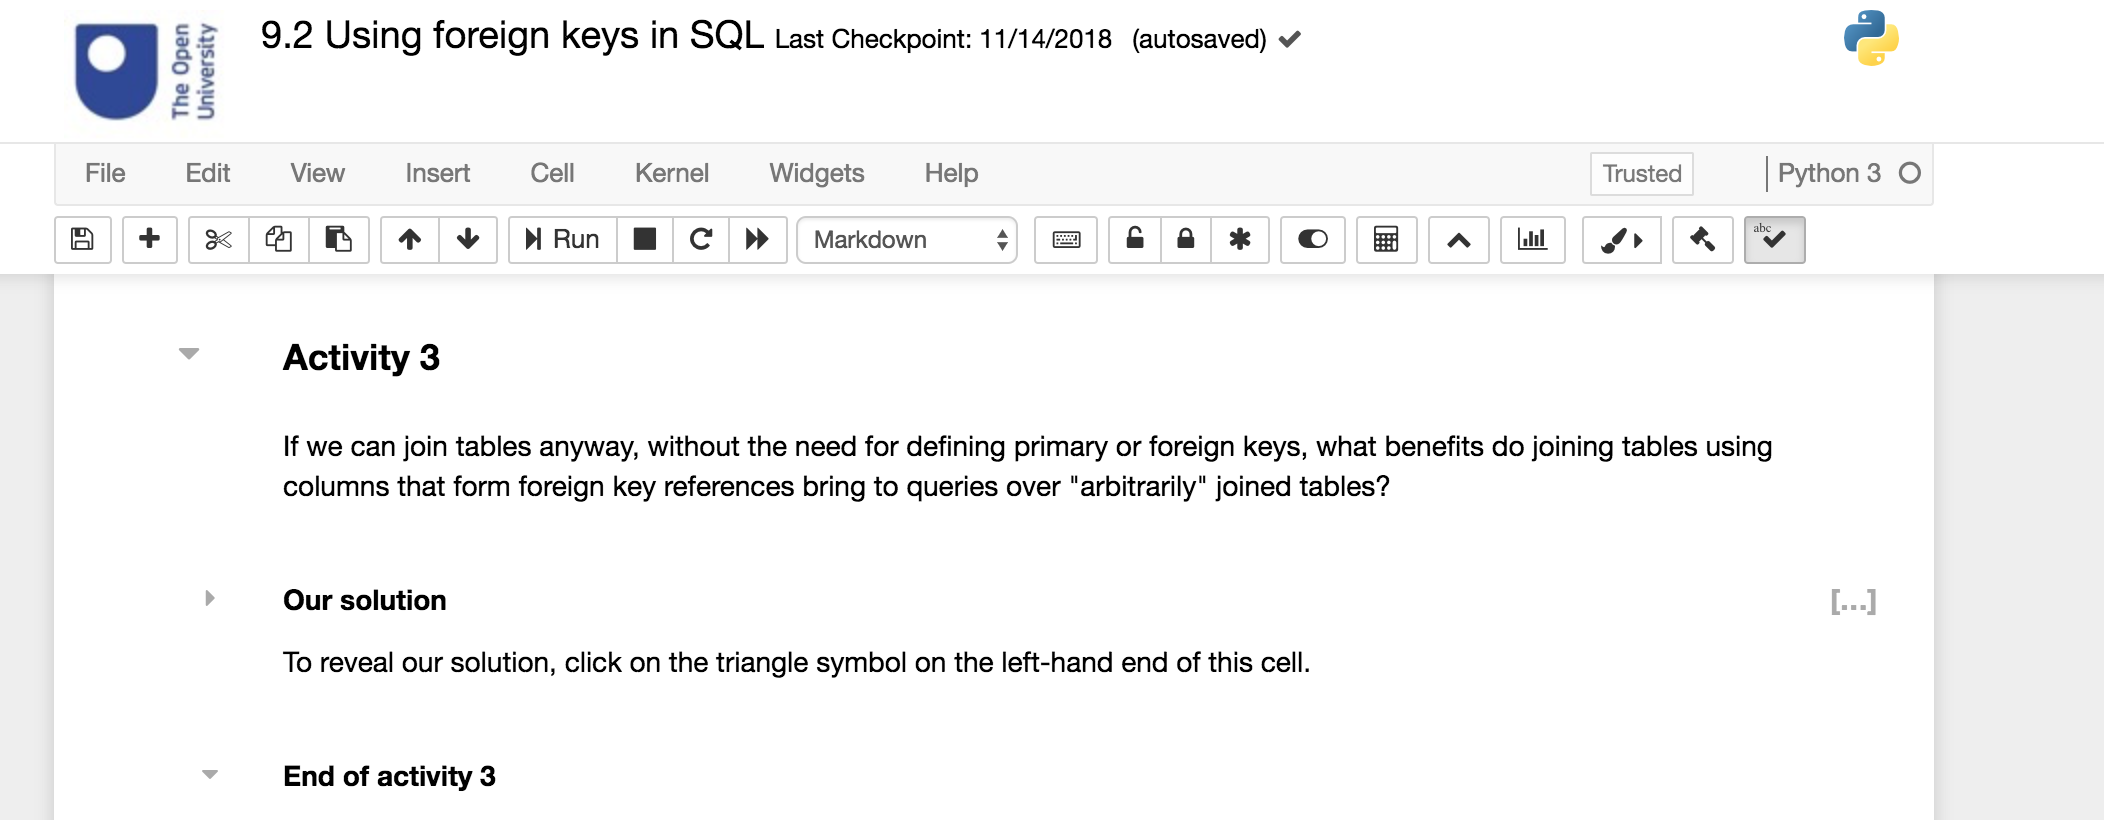 The Open
University
9.2 Using foreign keys in SQL Last Checkpoint: 11/14/2018 (autosaved)
File Edit View Insert Cell Kernel Widgets Help Trusted Python 3
Run Markdown abc
Activity 3
If we can join tables anyway, without the need for defining primary or foreign keys, what benefits do joining tables using
columns that form foreign key references bring to queries over "arbitrarily" joined tables?
Our solution
[...]
To reveal our solution, click on the triangle symbol on the left-hand end of this cell.
End of activity 3